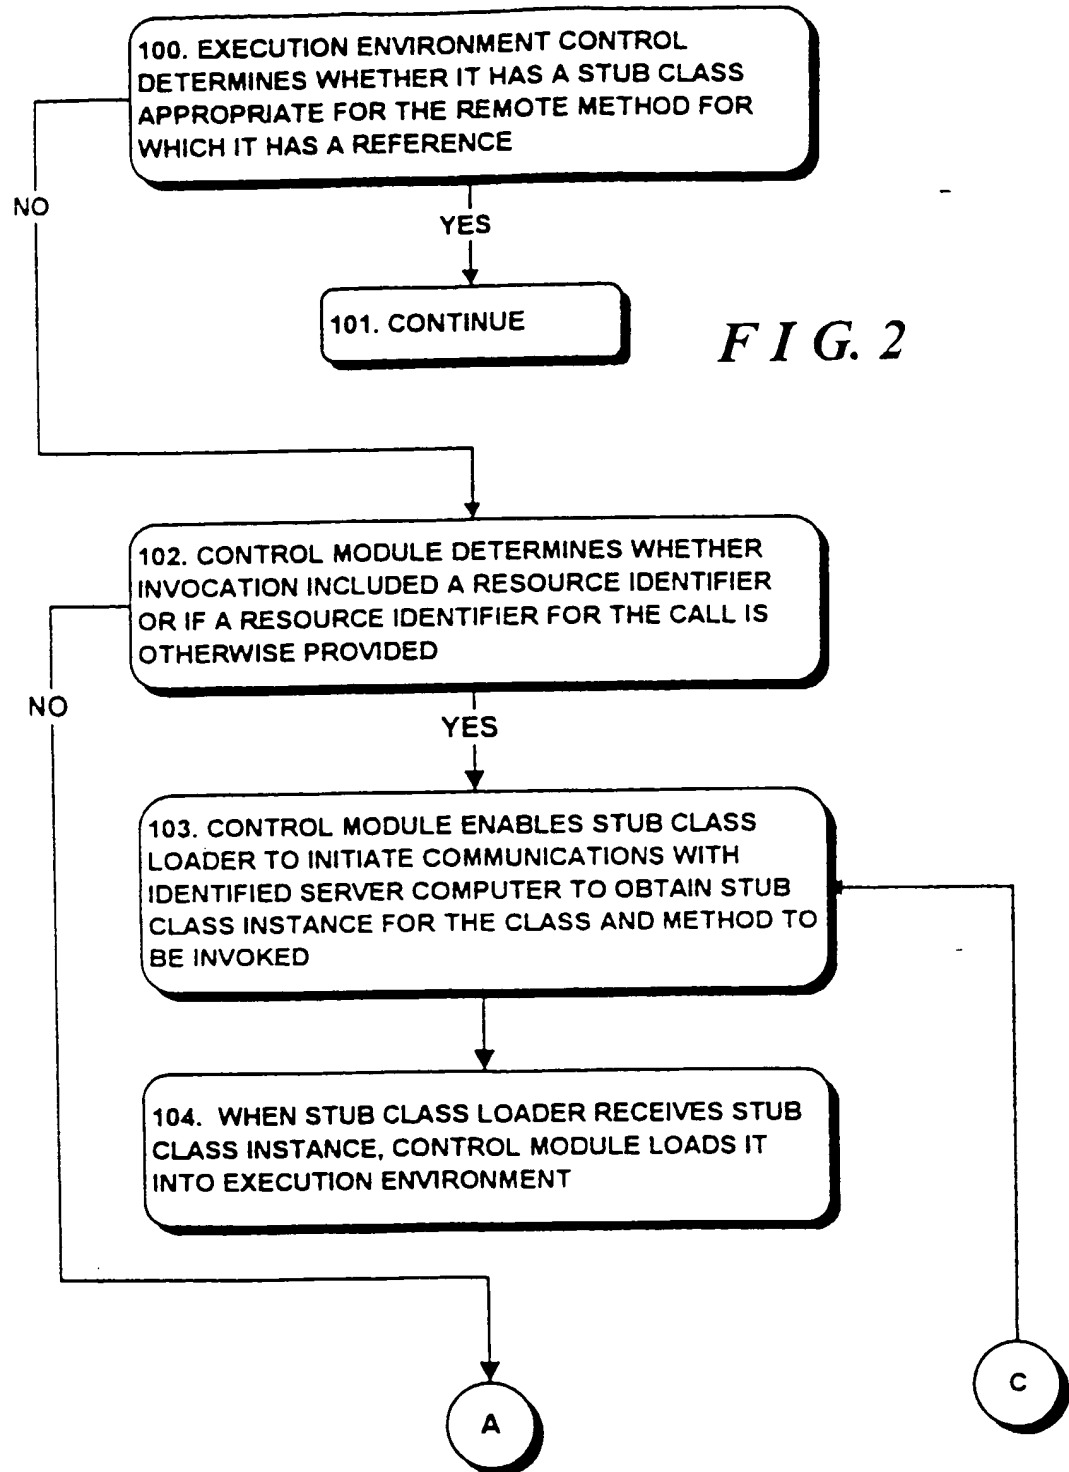 100. EXECUTION ENVIRONMENT CONTROL
DETERMINES WHETHER IT HAS A STUB CLASS
APPROPRIATE FOR THE REMOTE METHOD FOR
WHICH IT HAS A REFERENCE
NO
YES
101. CONTINUE
FIG. 2
102. CONTROL MODULE DETERMINES WHETHER
INVOCATION INCLUDED A RESOURCE IDENTIFIER
OR IF A RESOURCE IDENTIFIER FOR THE CALL IS
OTHERWISE PROVIDED
NO
YES
103. CONTROL MODULE ENABLES STUB CLASS
LOADER TO INITIATE COMMUNICATIONS WITH
IDENTIFIED SERVER COMPUTER TO OBTAIN STUB
CLASS INSTANCE FOR THE CLASS AND METHOD TO
BE INVOKED
104. WHEN STUB CLASS LOADER RECEIVES STUB
CLASS INSTANCE, CONTROL MODULE LOADS IT
INTO EXECUTION ENVIRONMENT
C
A